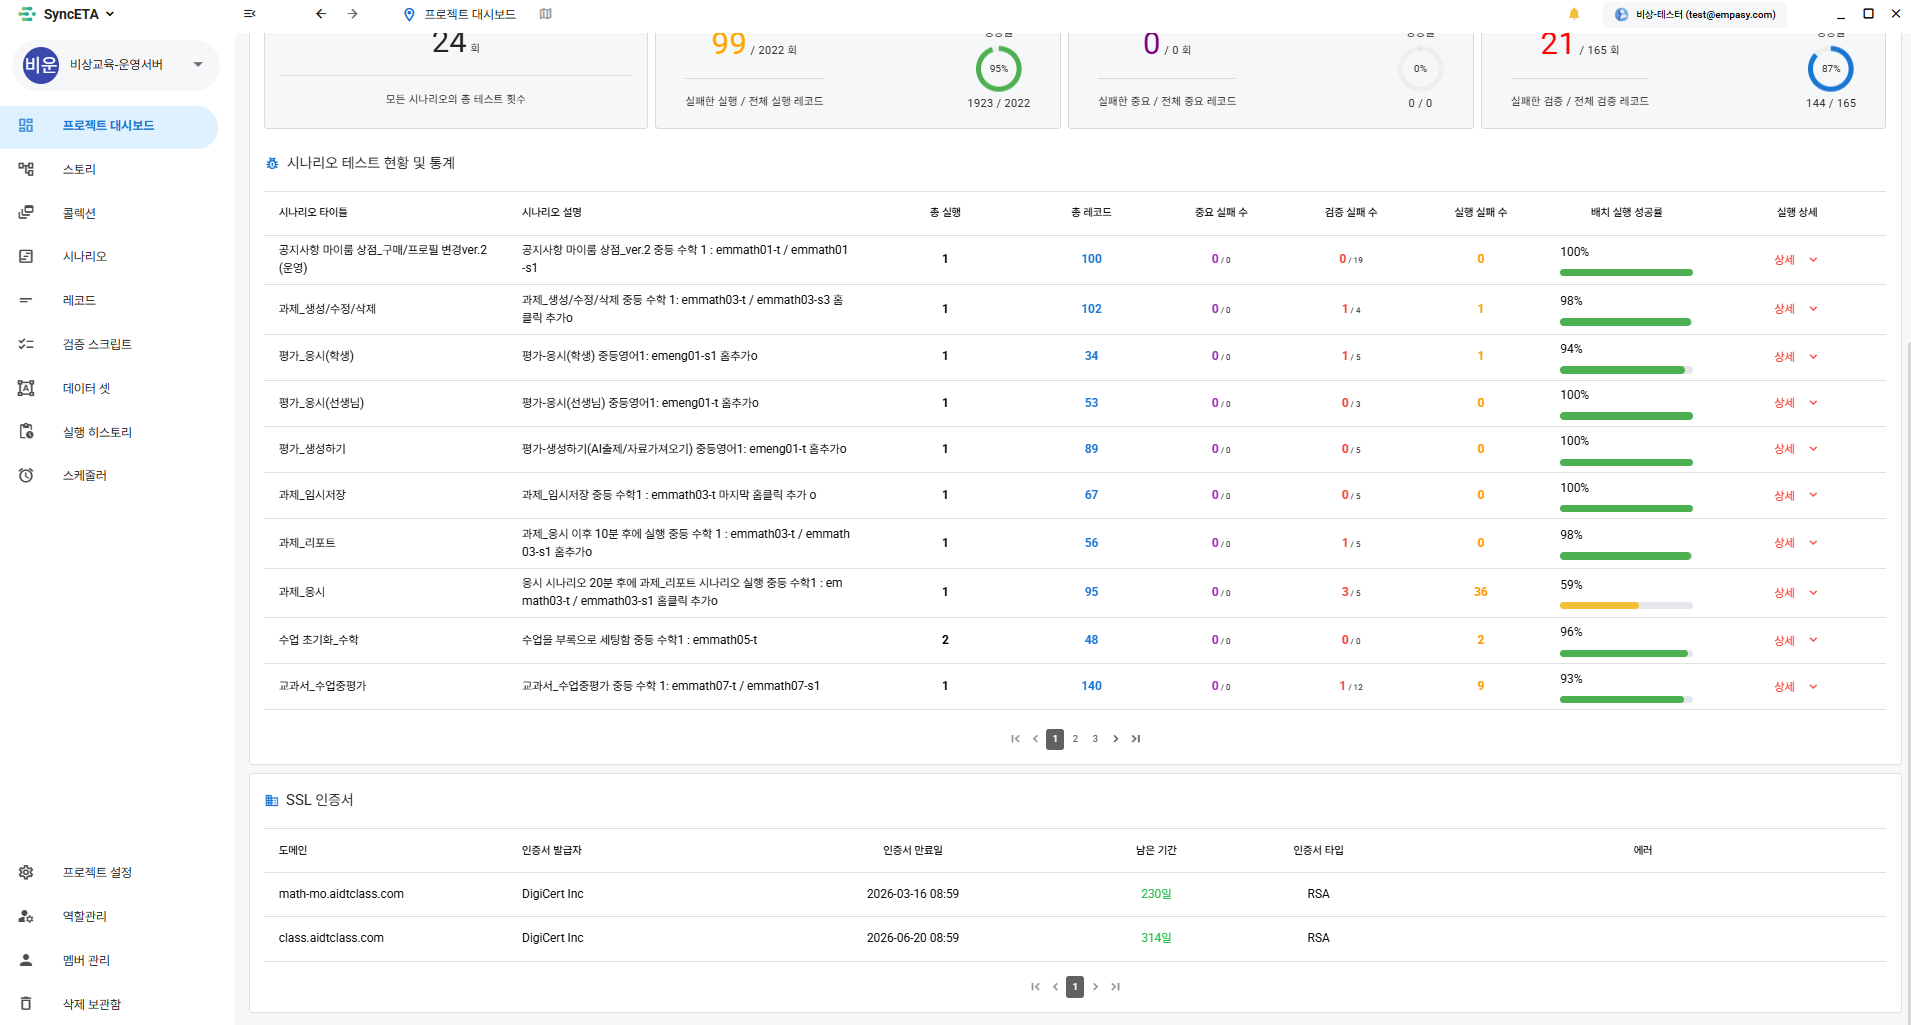 SyncETA
프로젝트 대시보드
비상-테스터 (test@empasy.com)
비운
비상교육-운영서버
프로젝트 대시보드
스토리
콜렉션
시나리오
레코드
검증 스크립트
데이터 셋
실행 히스토리
스케줄러
프로젝트 설정
역할관리
멤버 관리
삭제 보관함
24 회
모든 시나리오의 총 테스트 횟수
99 / 2022 회
실패한 실행 / 전체 실행 레코드
95%
1923 / 2022
0 / 0 회
실패한 중요 / 전체 중요 레코드
0%
0 / 0
21 / 165 회
실패한 검증 / 전체 검증 레코드
87%
144 / 165
시나리오 테스트 현황 및 통계
시나리오 타이틀 시나리오 설명 총 실행 총 레코드 중요 실패 수 검증 실패 수 실행 실패 수 배치 실행 성공률 실행 상세
공지사항 마이룸 상점_구매/프로필 변경ver.2
(운영)
공지사항 마이룸 상점_ver.2 중등 수학 1 : emmath01-t / emmath01
-s1
1 100 0 / 0 0 / 19 0 100% 상세
과제_생성/수정/삭제
과제_생성/수정/삭제 중등 수학 1: emmath03-t / emmath03-s3 홈
클릭 추가o
1 102 0 / 0 1 / 4 1 98% 상세
평가_응시(학생) 평가-응시(학생) 중등영어1: emeng01-s1 홈추가o 1 34 0 / 0 1 / 5 1 94% 상세
평가_응시(선생님) 평가-응시(선생님) 중등영어1: emeng01-t 홈추가o 1 53 0 / 0 0 / 3 0 100% 상세
평가_생성하기 평가-생성하기(AI출제/자료가져오기) 중등영어1: emeng01-t 홈추가o 1 89 0 / 0 0 / 5 0 100% 상세
과제_임시저장 과제_임시저장 중등 수학1 : emmath03-t 마지막 홈클릭 추가 o 1 67 0 / 0 0 / 5 0 100% 상세
과제_리포트
과제_응시 이후 10분 후에 실행 중등 수학 1 : emmath03-t / emmath
03-s1 홈추가o
1 56 0 / 0 1 / 5 0 98% 상세
과제_응시
응시 시나리오 20분 후에 과제_리포트 시나리오 실행 중등 수학1 : em
math03-t / emmath03-s1 홈클릭 추가o
1 95 0 / 0 3 / 5 36 59% 상세
수업 초기화_수학 수업을 부록으로 세팅함 중등 수학1 : emmath05-t 2 48 0 / 0 0 / 0 2 96% 상세
교과서_수업중평가 교과서_수업중평가 중등 수학 1: emmath07-t / emmath07-s1 1 140 0 / 0 1 / 12 9 93% 상세
1 2 3
SSL 인증서
도메인 인증서 발급자 인증서 만료일 남은 기간 인증서 타입 에러
math-mo.aidtclass.com DigiCert Inc 2026-03-16 08:59 230일 RSA
class.aidtclass.com DigiCert Inc 2026-06-20 08:59 314일 RSA
1